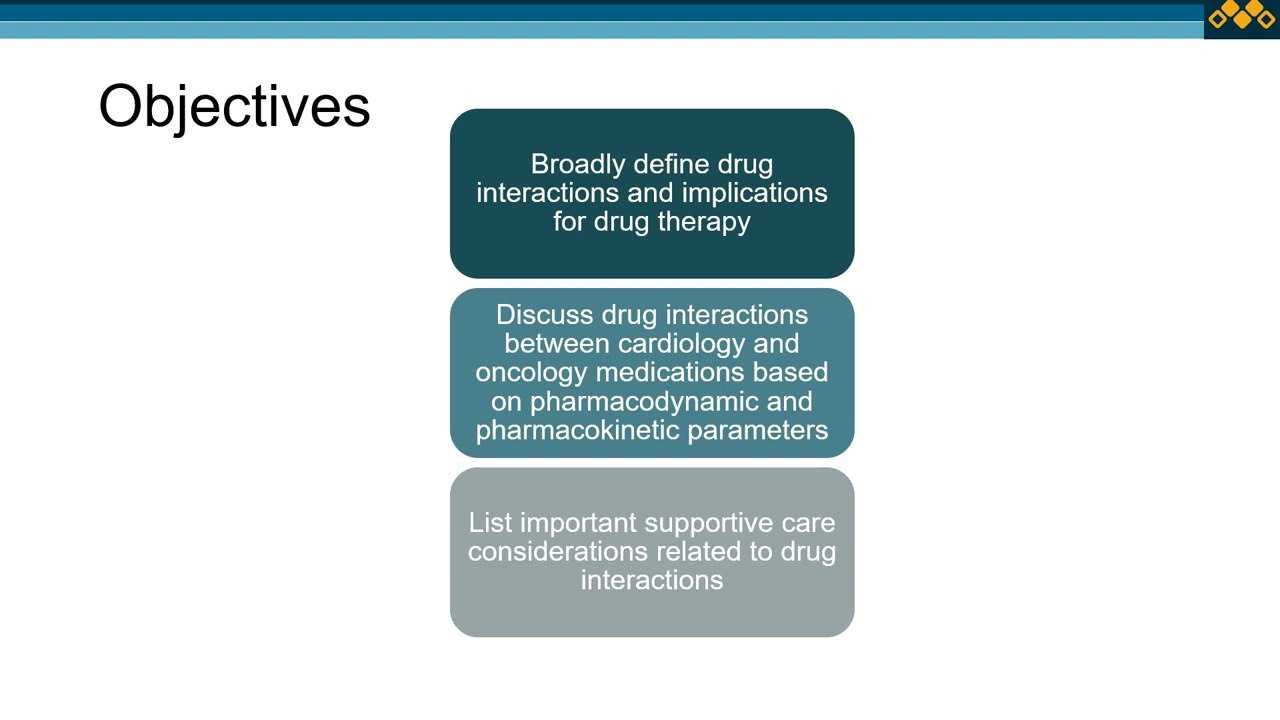 Objectives
Broadly define drug
interactions and implications
for drug therapy
Discuss drug interactions
between cardiology and
oncology medications based
on pharmacodynamic and
pharmacokinetic parameters
List important supportive care
considerations related to drug
interactions